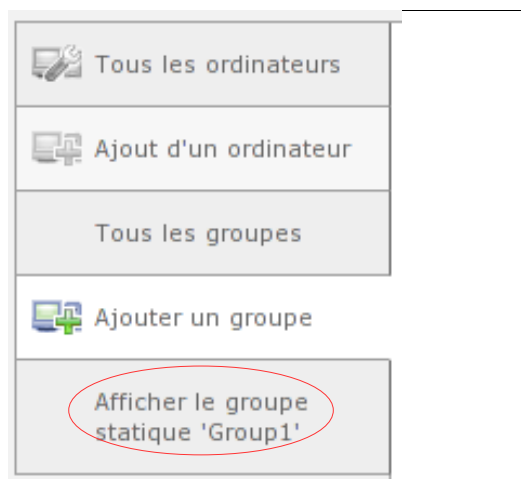 Tous les ordinateurs
Ajout d'un ordinateur
Tous les groupes
Ajouter un groupe
Afficher le groupe
statique 'Group1'